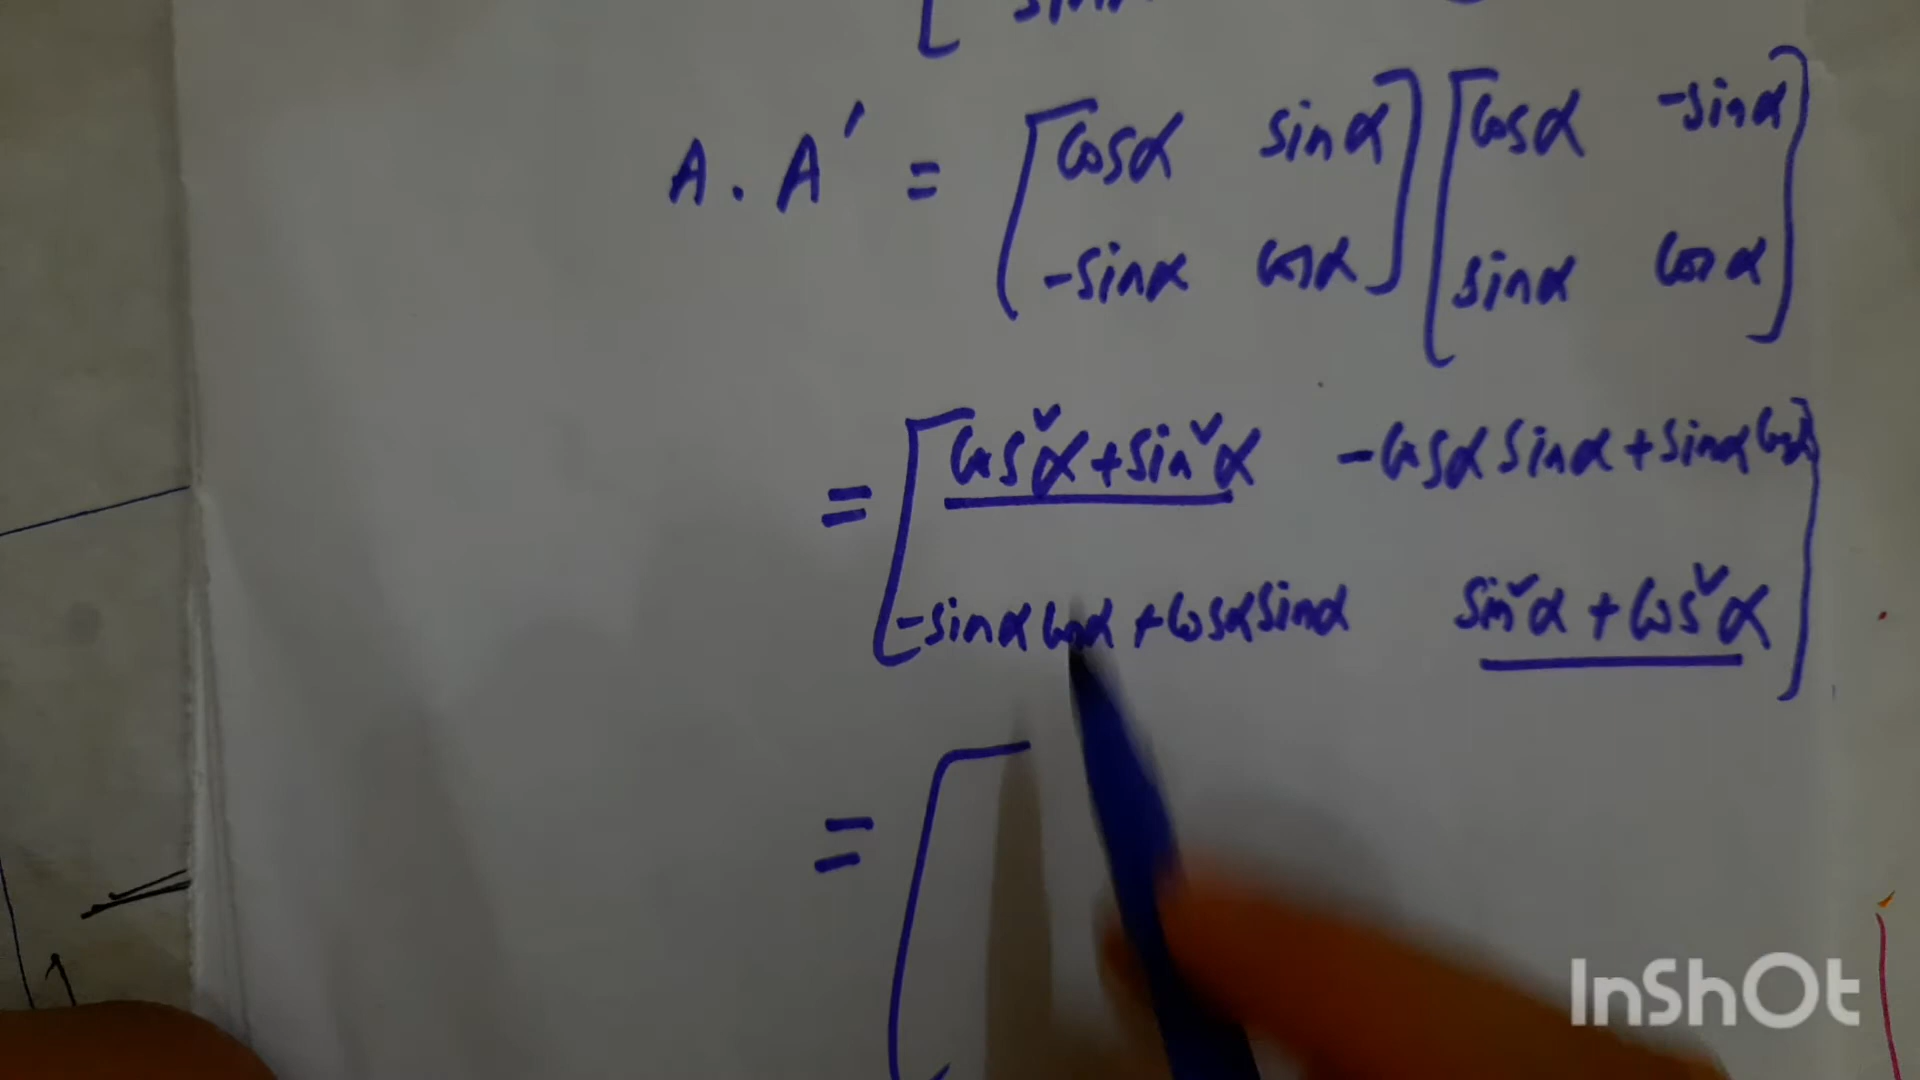 sin
A . A' = [cosα sinα] [cosα -sinα]
-sinα cosα sinα cosα
= [cos²α + sin²α -cosα sinα + sinα cosα]
-sinα cosα + cosα sinα sin²α + cos²α
= [
InShOt